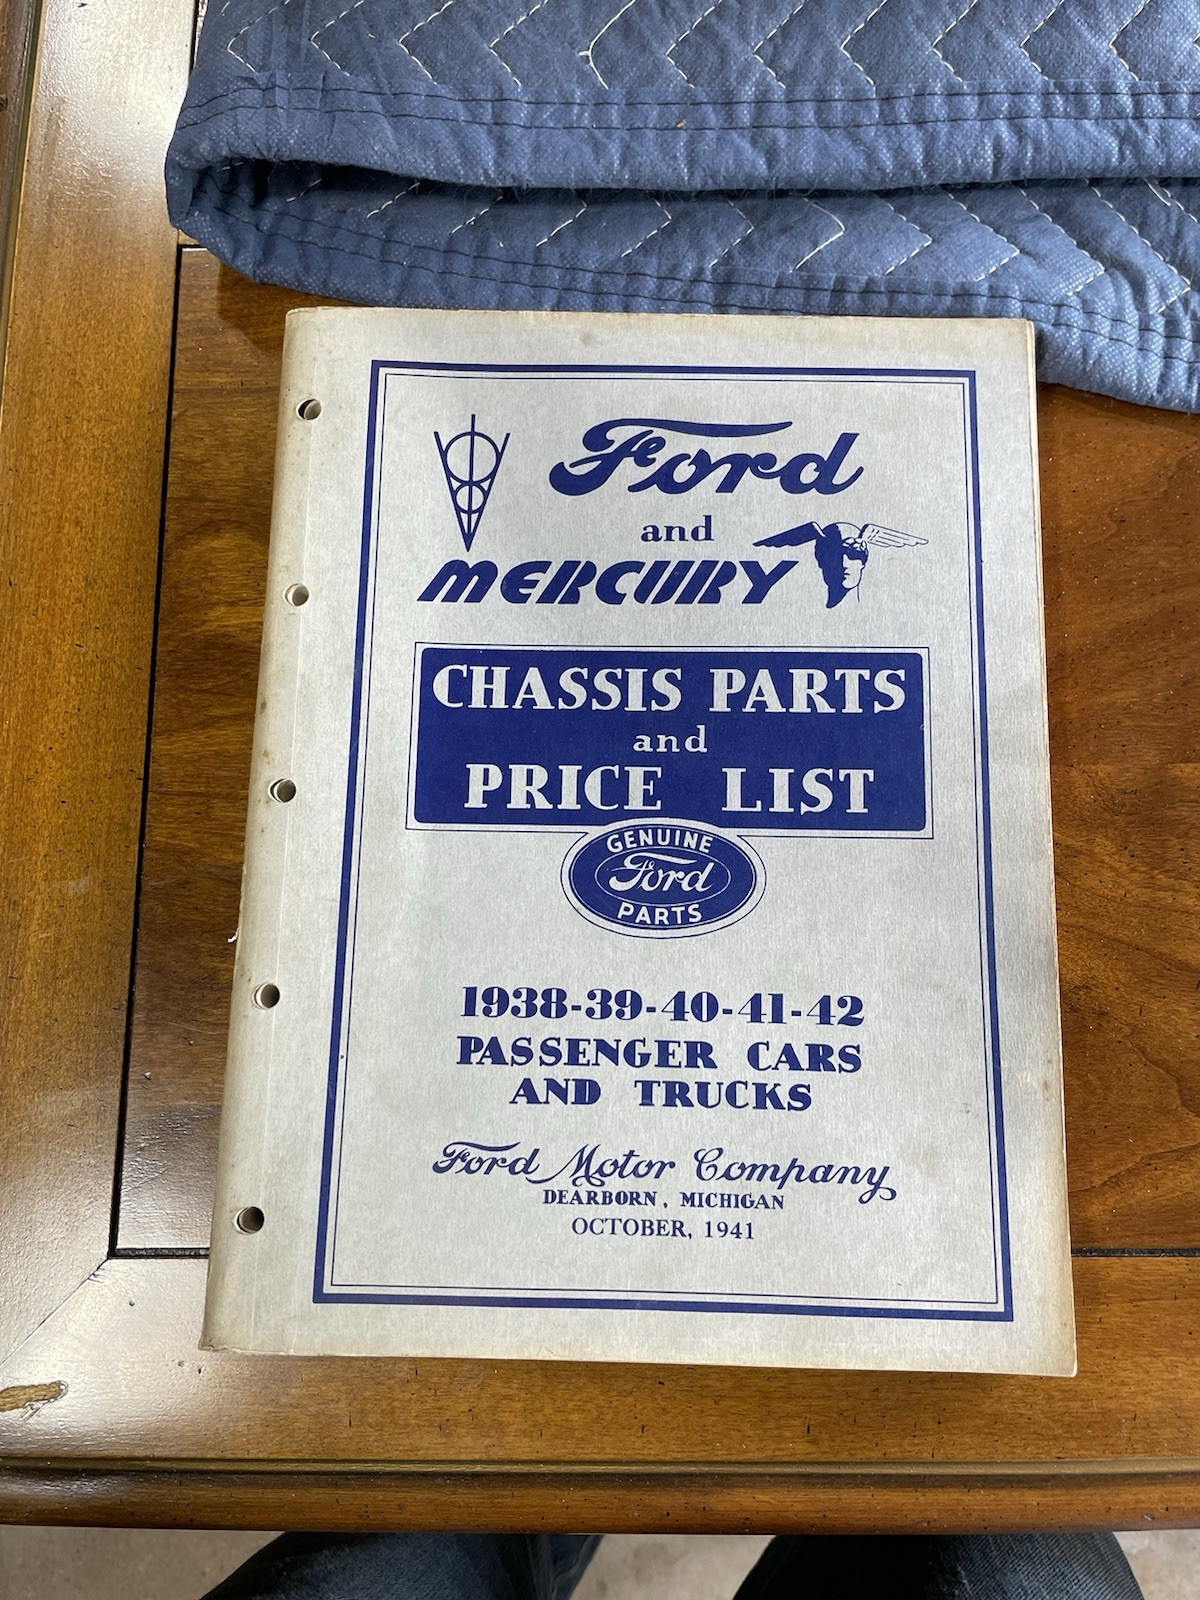 Ford
and
MERCURY
CHASSIS PARTS
and
PRICE LIST
GENUINE
Ford
PARTS
1938-39-40-41-42
PASSENGER CARS
AND TRUCKS
Ford Motor Company
DEARBORN, MICHIGAN
OCTOBER, 1941